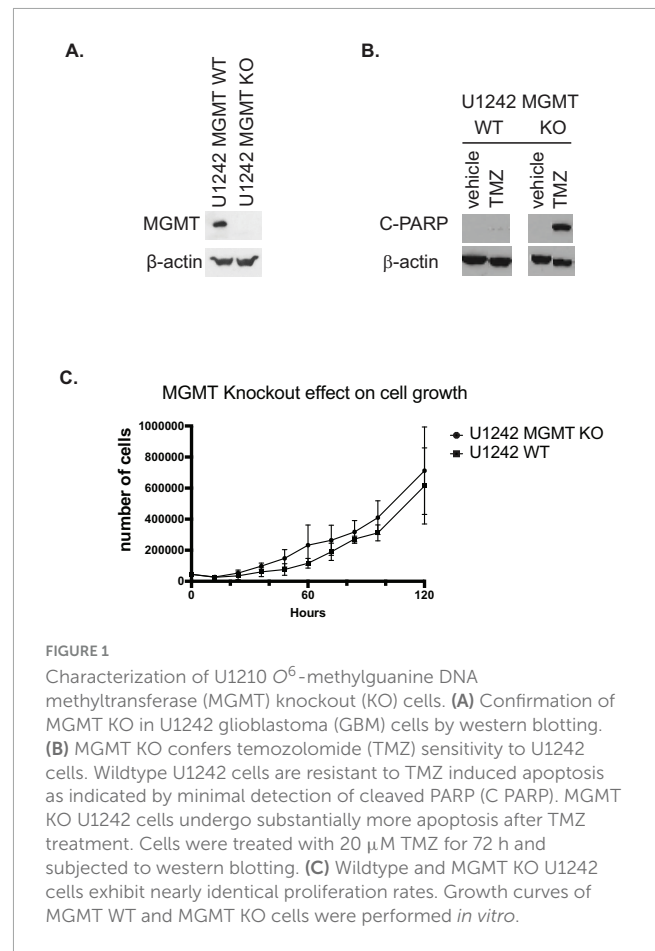 A.
U1242 MGMT WT
U1242 MGMT KO
MGMT
β-actin
B.
U1242 MGMT
WT KO
vehicle
TMZ
vehicle
TMZ
C-PARP
β-actin
C.
MGMT Knockout effect on cell growth
number of cells
1000000
800000
600000
400000
200000
0
0 60 120
Hours
U1242 MGMT KO
U1242 WT
FIGURE 1
Characterization of U1210 O⁶-methylguanine DNA
methyltransferase (MGMT) knockout (KO) cells. (A) Confirmation of
MGMT KO in U1242 glioblastoma (GBM) cells by western blotting.
(B) MGMT KO confers temozolomide (TMZ) sensitivity to U1242
cells. Wildtype U1242 cells are resistant to TMZ induced apoptosis
as indicated by minimal detection of cleaved PARP (C PARP). MGMT
KO U1242 cells undergo substantially more apoptosis after TMZ
treatment. Cells were treated with 20 μM TMZ for 72 h and
subjected to western blotting. (C) Wildtype and MGMT KO U1242
cells exhibit nearly identical proliferation rates. Growth curves of
MGMT WT and MGMT KO cells were performed in vitro.